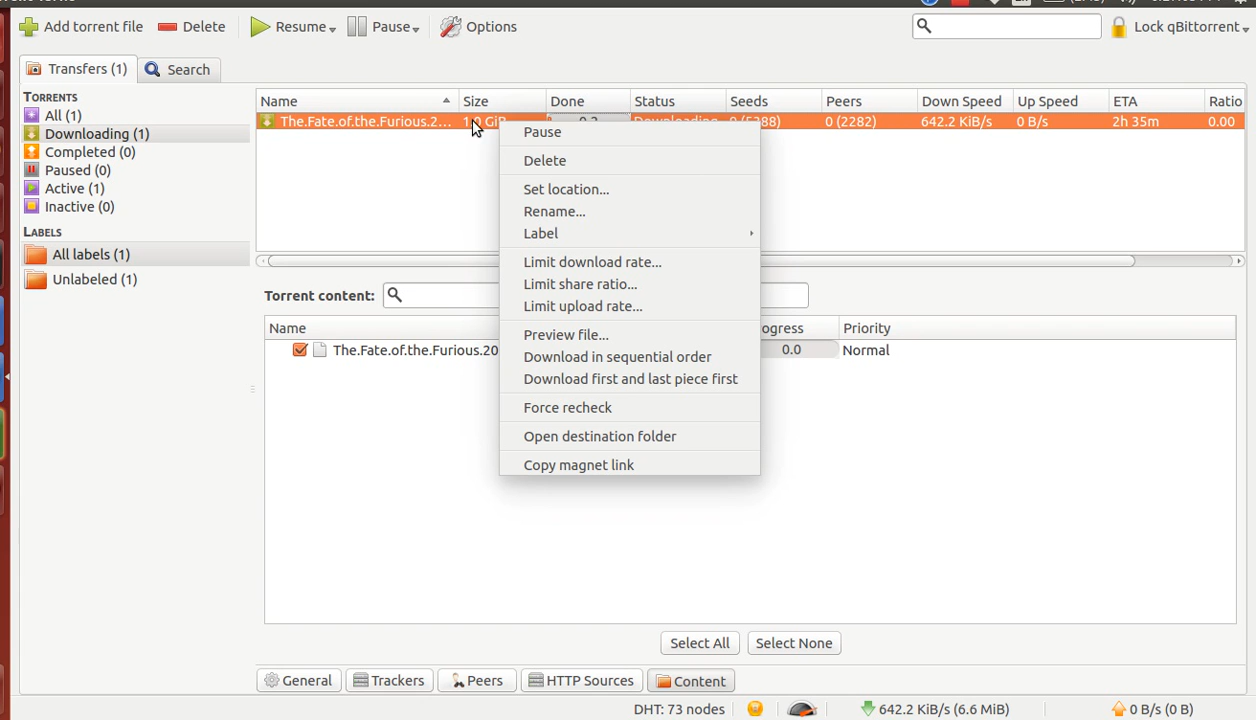 Add torrent file Delete Resume Pause Options Lock qBittorrent
Transfers (1) Search
TORRENTS
All (1)
Downloading (1)
Completed (0)
Paused (0)
Active (1)
Inactive (0)
LABELS
All labels (1)
Unlabeled (1)
Name Size Done Status Seeds Peers Down Speed Up Speed ETA Ratio
The.Fate.of.the.Furious.2... Downloading 0 (2282) 642.2 KiB/s 0 B/s 2h 35m 0.00
Pause
Delete
Set location...
Rename...
Label
Limit download rate...
Limit share ratio...
Limit upload rate...
Preview file...
Download in sequential order
Download first and last piece first
Force recheck
Open destination folder
Copy magnet link
Torrent content:
Name Priority
The.Fate.of.the.Furious.20 0.0 Normal
Select All Select None
General Trackers Peers HTTP Sources Content
DHT: 73 nodes 642.2 KiB/s (6.6 MiB) 0 B/s (0 B)